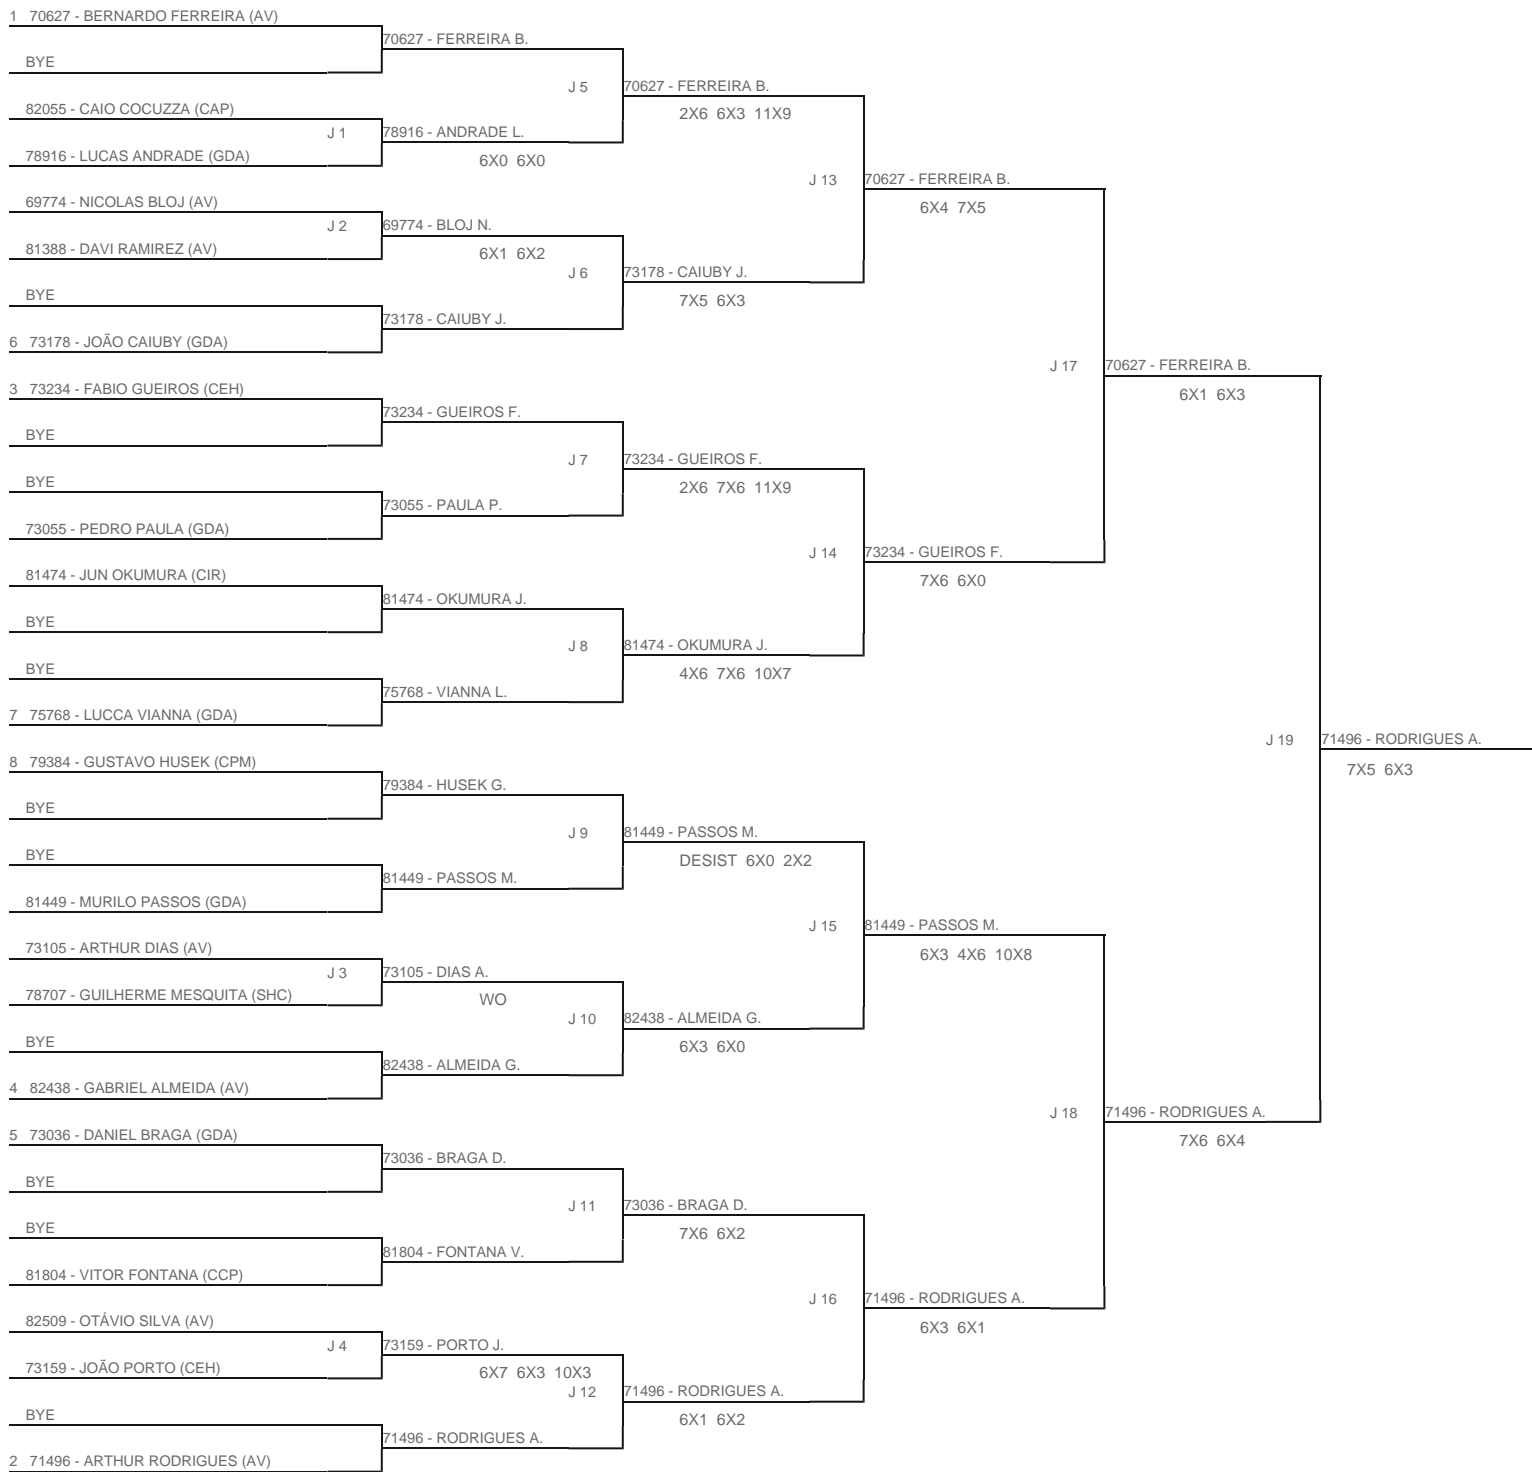 1 70627 - BERNARDO FERREIRA (AV)
70627 - FERREIRA B.
BYE
J 5 70627 - FERREIRA B.
2X6 6X3 11X9
82055 - CAIO COCUZZA (CAP)
J 1 78916 - ANDRADE L.
6X0 6X0
78916 - LUCAS ANDRADE (GDA)
J 13 70627 - FERREIRA B.
6X4 7X5
69774 - NICOLAS BLOJ (AV)
J 2 69774 - BLOJ N.
6X1 6X2
81388 - DAVI RAMIREZ (AV)
J 6 73178 - CAIUBY J.
7X5 6X3
BYE
73178 - CAIUBY J.
6 73178 - JOÃO CAIUBY (GDA)
J 17 70627 - FERREIRA B.
6X1 6X3
3 73234 - FABIO GUEIROS (CEH)
73234 - GUEIROS F.
BYE
J 7 73234 - GUEIROS F.
2X6 7X6 11X9
BYE
73055 - PAULA P.
73055 - PEDRO PAULA (GDA)
J 14 73234 - GUEIROS F.
7X6 6X0
81474 - JUN OKUMURA (CIR)
81474 - OKUMURA J.
BYE
J 8 81474 - OKUMURA J.
4X6 7X6 10X7
BYE
75768 - VIANNA L.
7 75768 - LUCCA VIANNA (GDA)
J 19 71496 - RODRIGUES A.
7X5 6X3
8 79384 - GUSTAVO HUSEK (CPM)
79384 - HUSEK G.
BYE
J 9 81449 - PASSOS M.
DESIST 6X0 2X2
BYE
81449 - PASSOS M.
81449 - MURILO PASSOS (GDA)
J 15 81449 - PASSOS M.
6X3 4X6 10X8
73105 - ARTHUR DIAS (AV)
J 3 73105 - DIAS A.
WO
78707 - GUILHERME MESQUITA (SHC)
J 10 82438 - ALMEIDA G.
6X3 6X0
BYE
82438 - ALMEIDA G.
4 82438 - GABRIEL ALMEIDA (AV)
J 18 71496 - RODRIGUES A.
7X6 6X4
5 73036 - DANIEL BRAGA (GDA)
73036 - BRAGA D.
BYE
J 11 73036 - BRAGA D.
7X6 6X2
BYE
81804 - FONTANA V.
81804 - VITOR FONTANA (CCP)
J 16 71496 - RODRIGUES A.
6X3 6X1
82509 - OTÁVIO SILVA (AV)
J 4 73159 - PORTO J.
6X7 6X3 10X3
73159 - JOÃO PORTO (CEH)
J 12 71496 - RODRIGUES A.
6X1 6X2
BYE
71496 - RODRIGUES A.
2 71496 - ARTHUR RODRIGUES (AV)